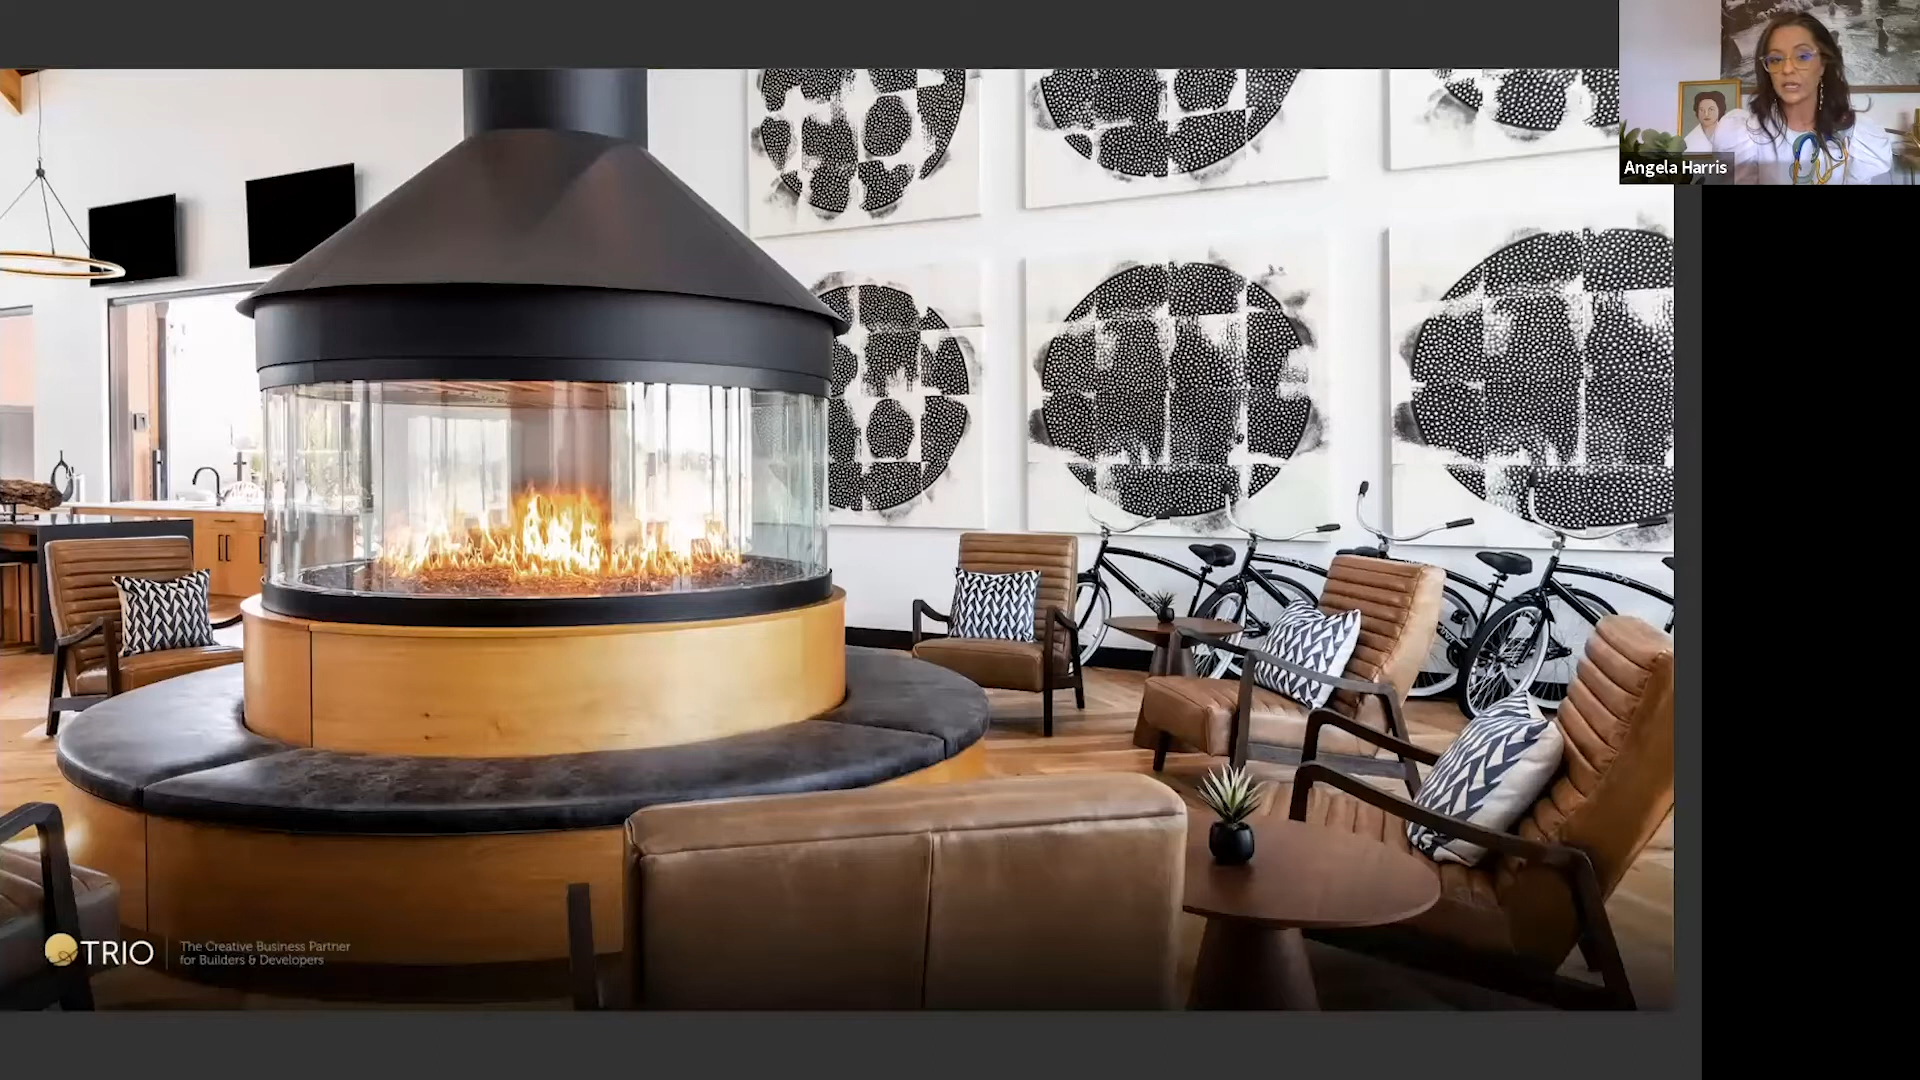 Angela Harris
TRIO
The Creative Business Partner
for Builders & Developers